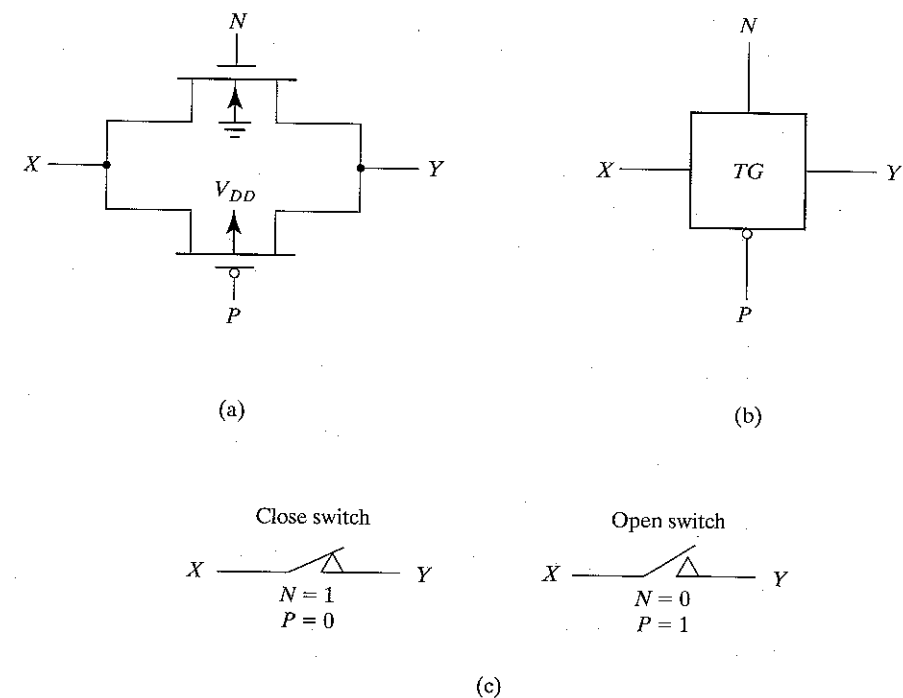 N
X
Y
V_DD
P
(a)
N
X
TG
Y
P
(b)
Close switch
X
Y
N = 1
P = 0
Open switch
X
Y
N = 0
P = 1
(c)